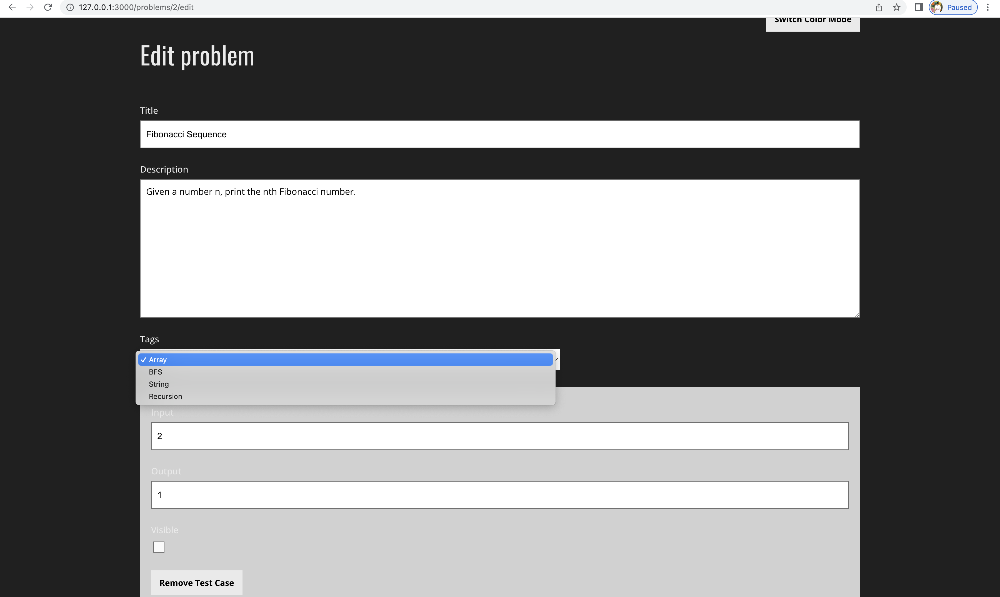 127.0.0.1:3000/problems/2/edit
Paused
Switch Color Mode
Edit problem
Title
Fibonacci Sequence
Description
Given a number n, print the nth Fibonacci number.
Tags
Array
BFS
String
Recursion
Input
2
Output
1
Visible
Remove Test Case